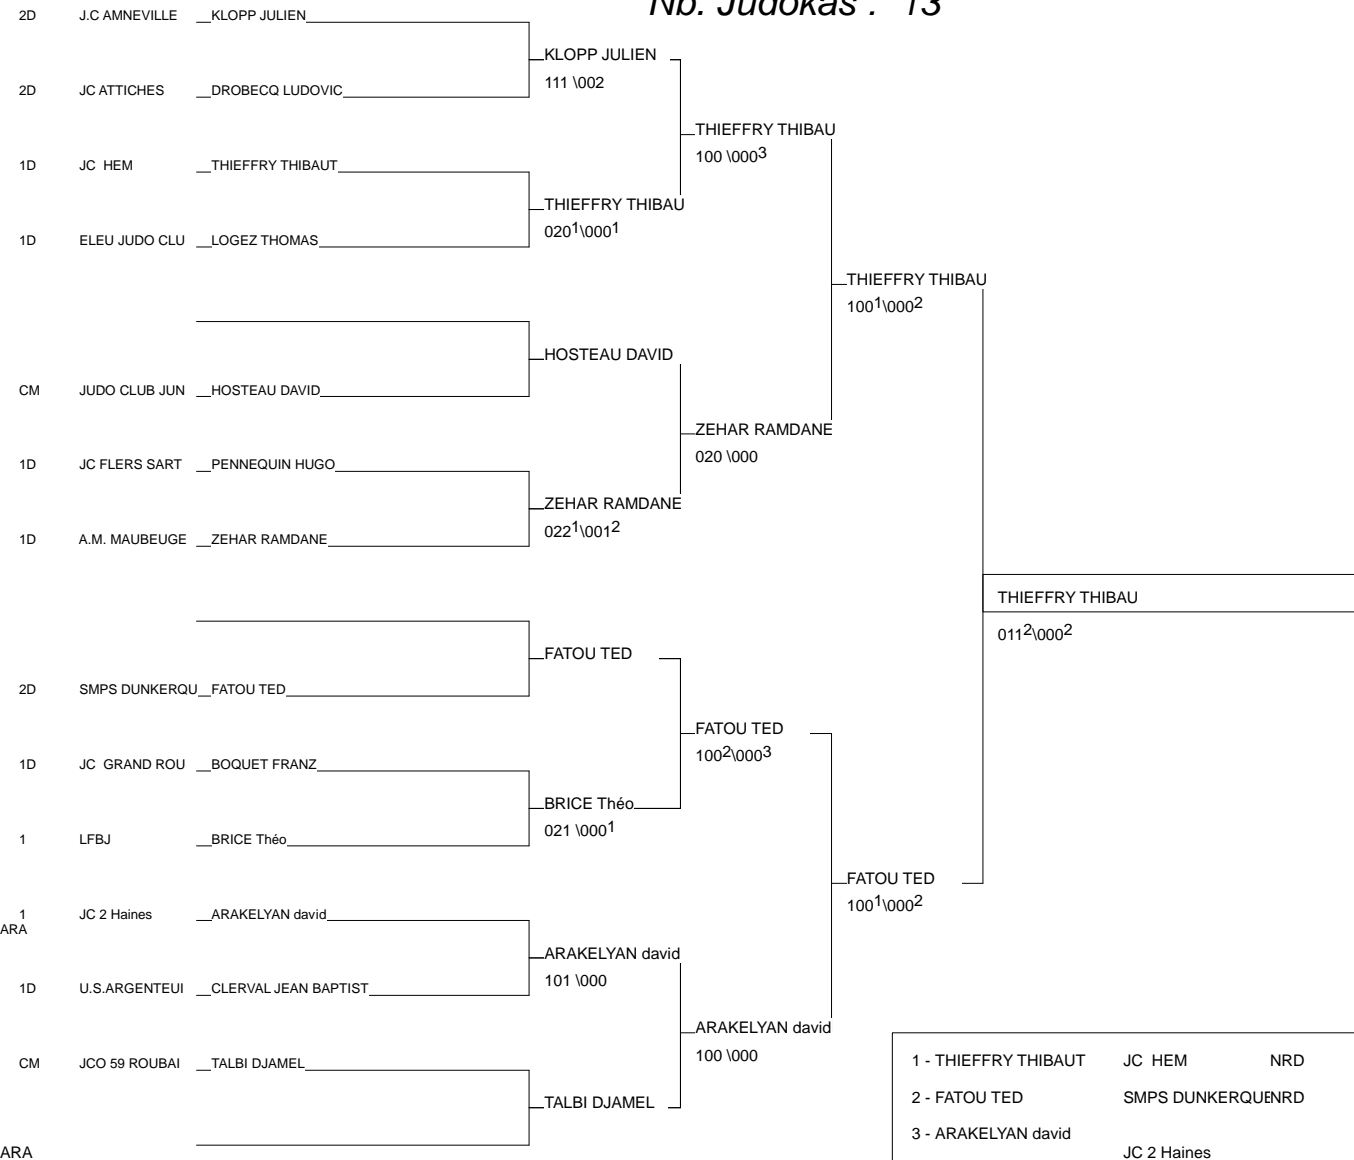 Nb. Judokas : 13
2D J.C AMNEVILLE KLOPP JULIEN
KLOPP JULIEN
111 \002
2D JC ATTICHES DROBECQ LUDOVIC
THIEFFRY THIBAU
100 \000³
1D JC HEM THIEFFRY THIBAUT
THIEFFRY THIBAU
020¹\000¹
1D ELEU JUDO CLU LOGEZ THOMAS
THIEFFRY THIBAU
100¹\000²
HOSTEAU DAVID
CM JUDO CLUB JUN HOSTEAU DAVID
ZEHAR RAMDANE
020 \000
1D JC FLERS SART PENNEQUIN HUGO
ZEHAR RAMDANE
022¹\001²
1D A.M. MAUBEUGE ZEHAR RAMDANE
THIEFFRY THIBAU
011²\000²
FATOU TED
2D SMPS DUNKERQU FATOU TED
FATOU TED
100²\000³
1D JC GRAND ROU BOQUET FRANZ
BRICE Théo
021 \000¹
1 LFBJ BRICE Théo
FATOU TED
100¹\000²
1 JC 2 Haines ARAKELYAN david
ARA
ARAKELYAN david
101 \000
1D U.S.ARGENTEUI CLERVAL JEAN BAPTIST
ARAKELYAN david
100 \000
CM JCO 59 ROUBAI TALBI DJAMEL
TALBI DJAMEL
ARA
1 - THIEFFRY THIBAUT JC HEM NRD
2 - FATOU TED SMPS DUNKERQUENRD
3 - ARAKELYAN david
JC 2 Haines